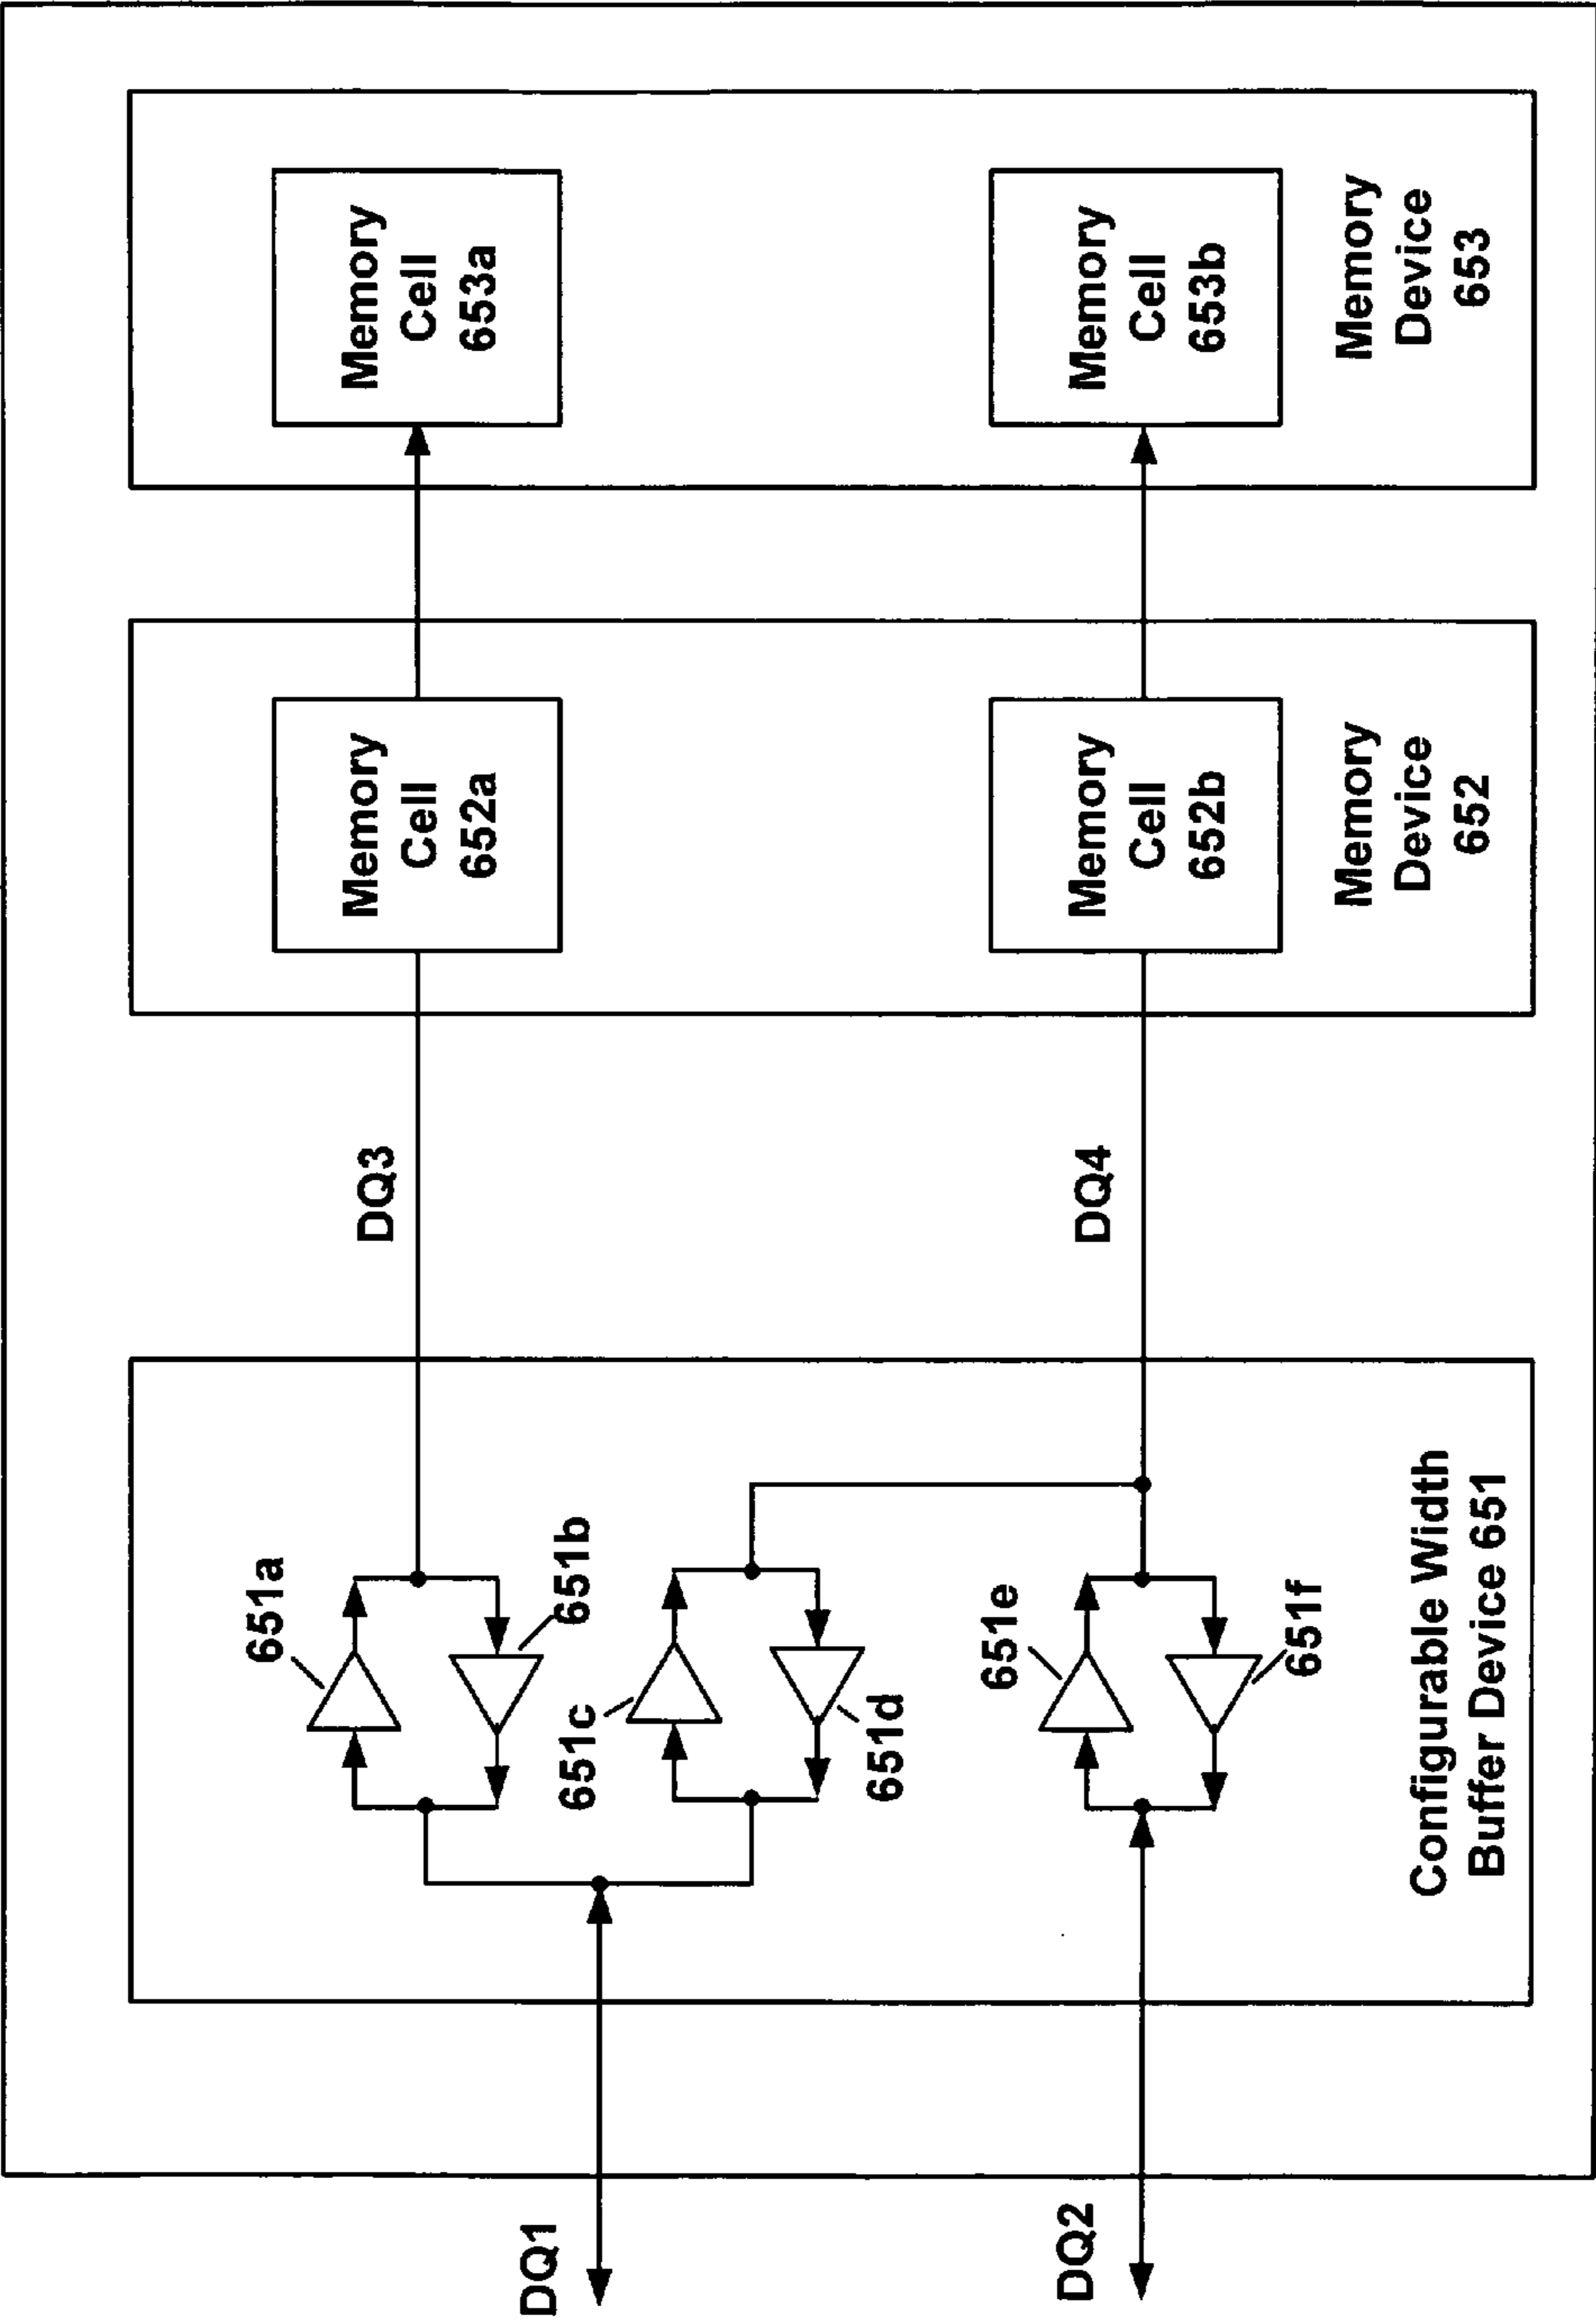 DQ1
DQ2
651a
651b
651c
651d
651e
651f
Configurable Width
Buffer Device 651
DQ3
DQ4
Memory
Cell
652a
Memory
Cell
652b
Memory
Device
652
Memory
Cell
653a
Memory
Cell
653b
Memory
Device
653